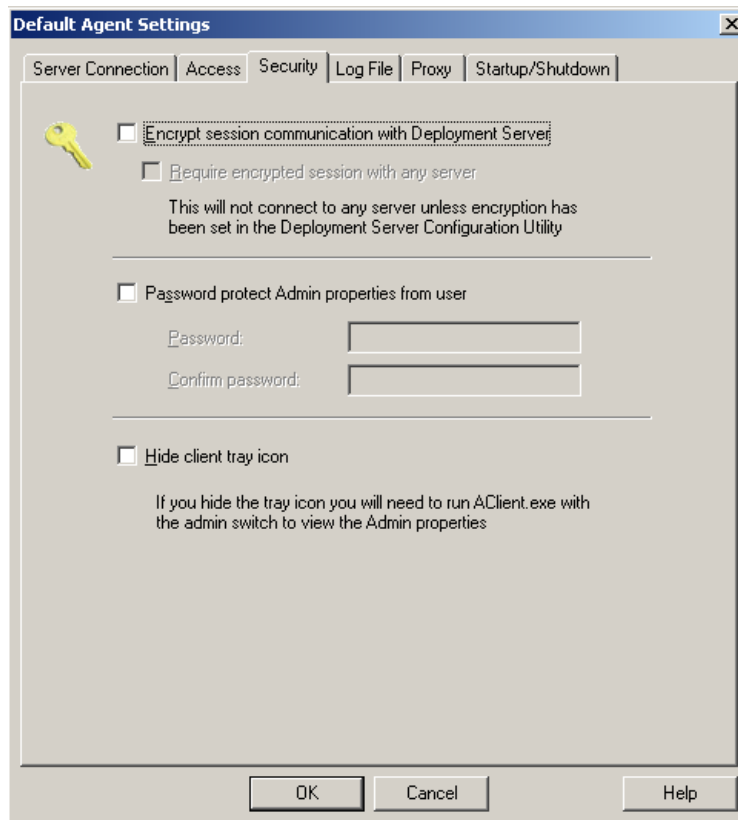 Default Agent Settings
Server Connection Access Security Log File Proxy Startup/Shutdown
Encrypt session communication with Deployment Server
Require encrypted session with any server
This will not connect to any server unless encryption has
been set in the Deployment Server Configuration Utility
Password protect Admin properties from user
Password:
Confirm password:
Hide client tray icon
If you hide the tray icon you will need to run AClient.exe with
the admin switch to view the Admin properties
OK Cancel Help